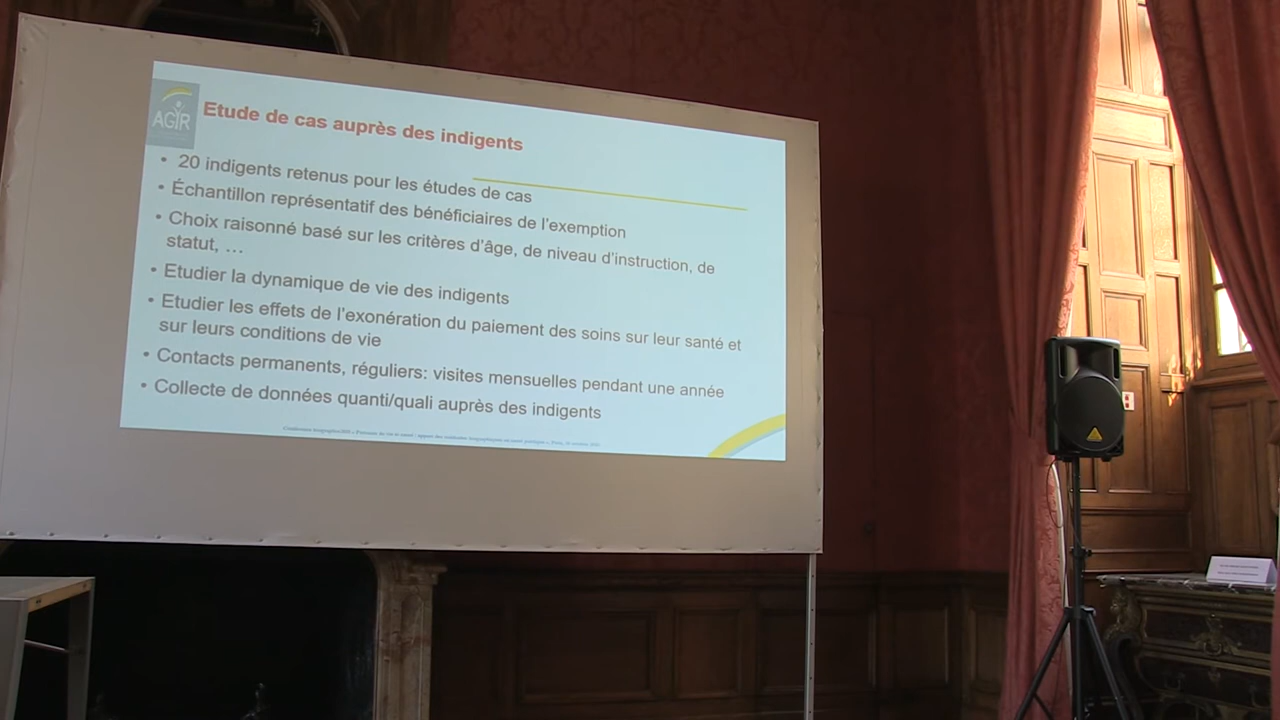 AGIR
Etude de cas auprès des indigents
• 20 indigents retenus pour les études de cas
• Échantillon représentatif des bénéficiaires de l'exemption
• Choix raisonné basé sur les critères d'âge, de niveau d'instruction, de
statut, …
• Etudier la dynamique de vie des indigents
• Etudier les effets de l'exonération du paiement des soins sur leur santé et
sur leurs conditions de vie
• Contacts permanents, réguliers: visites mensuelles pendant une année
• Collecte de données quanti/quali auprès des indigents